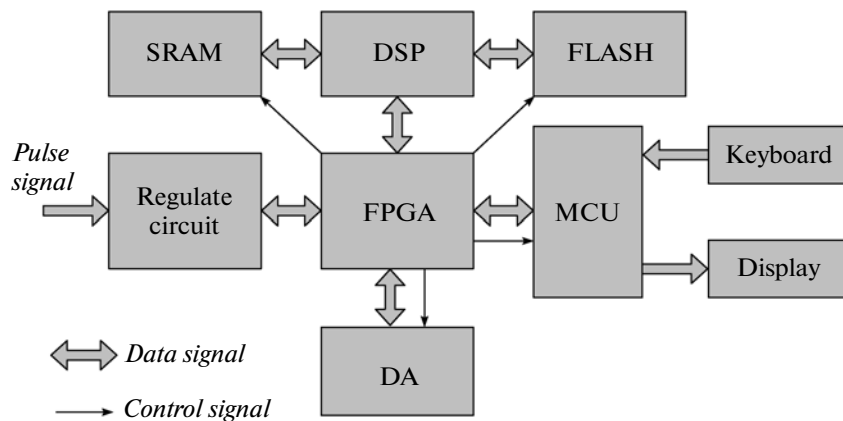 SRAM
DSP
FLASH
Pulse
signal
Regulate
circuit
FPGA
MCU
Keyboard
Display
DA
Data signal
Control signal